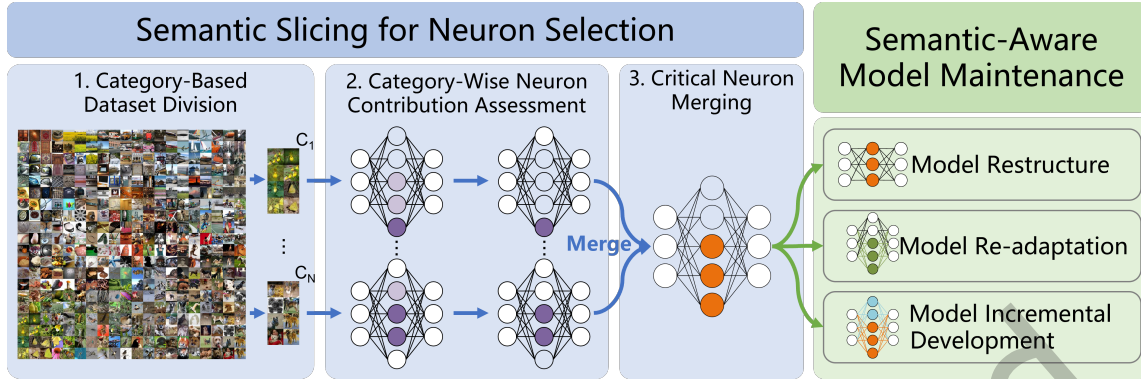 Semantic Slicing for Neuron Selection
1. Category-Based
Dataset Division
C1
⋮
CN
2. Category-Wise Neuron
Contribution Assessment
⋮
⋮
3. Critical Neuron
Merging
Merge
Semantic-Aware
Model Maintenance
Model Restructure
Model Re-adaptation
Model Incremental
Development